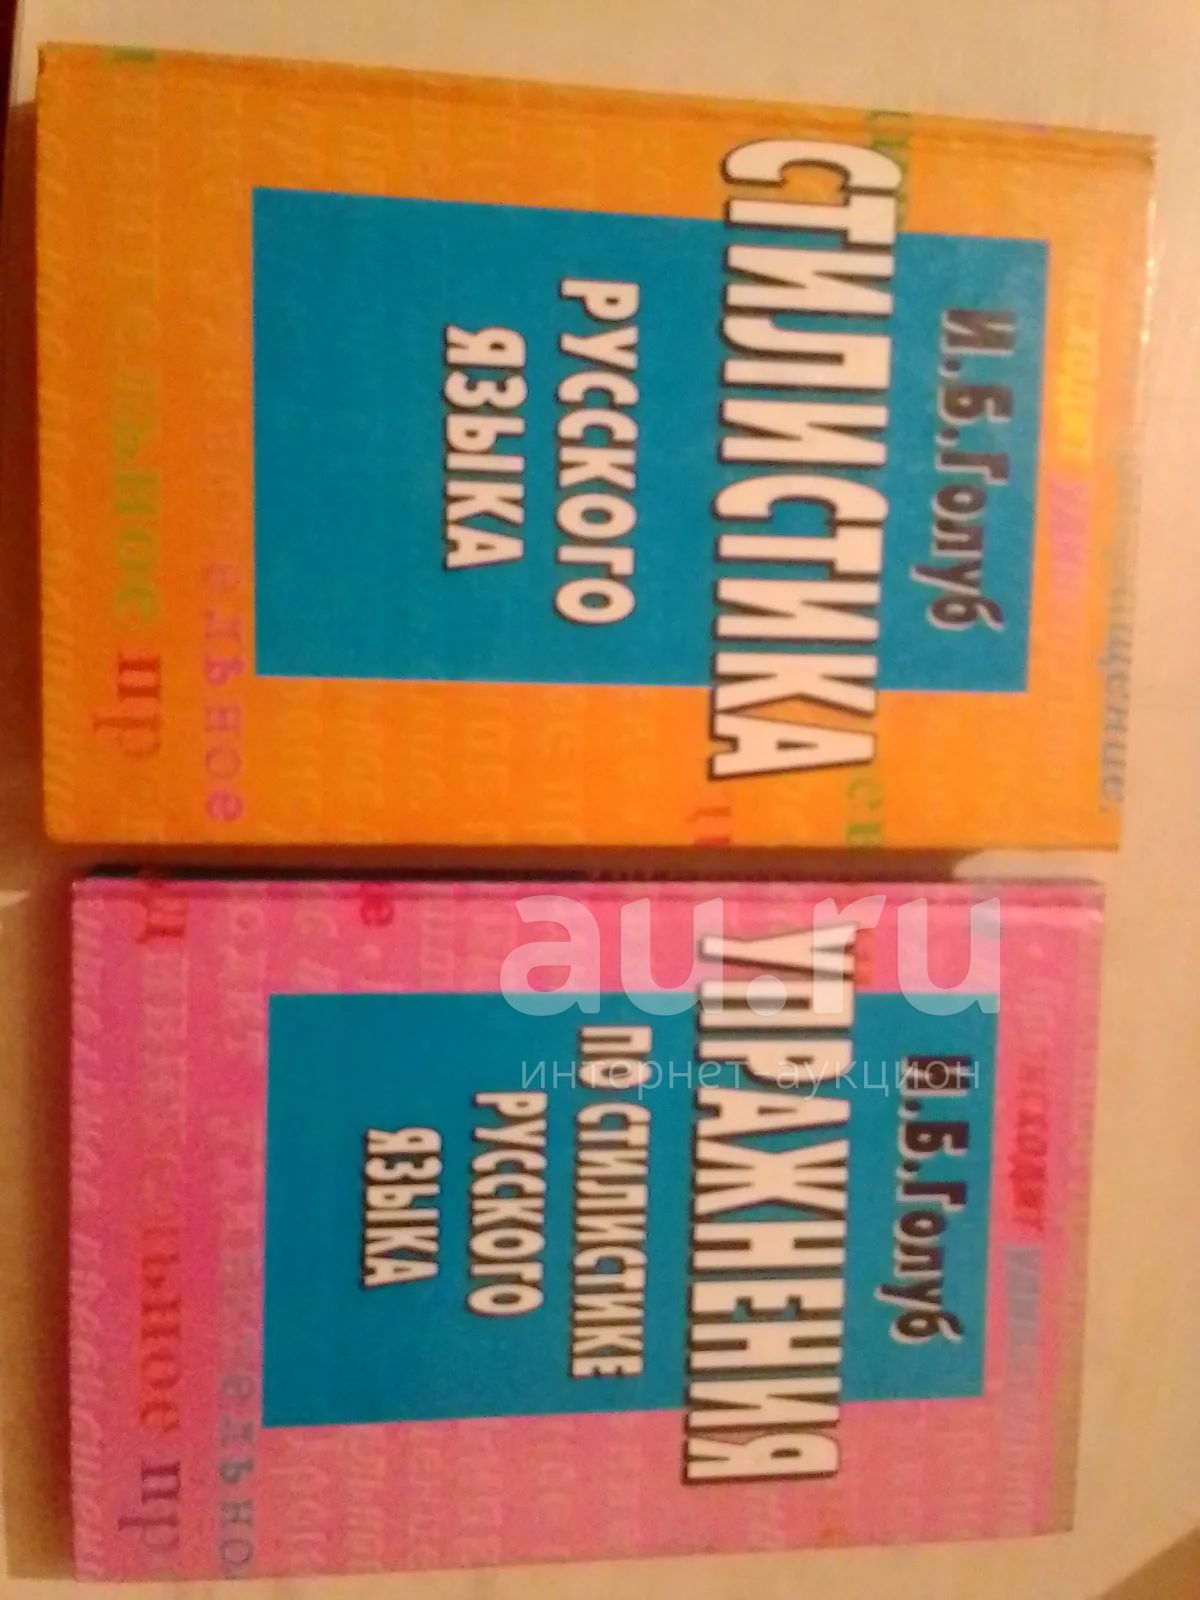 И.Б.Голуб
СТИЛИСТИКА
РУССКОГО
ЯЗЫКА
И.Б.Голуб
УПРАЖНЕНИЯ
ПО СТИЛИСТИКЕ
РУССКОГО
ЯЗЫКА
au.ru
интернет-аукцион